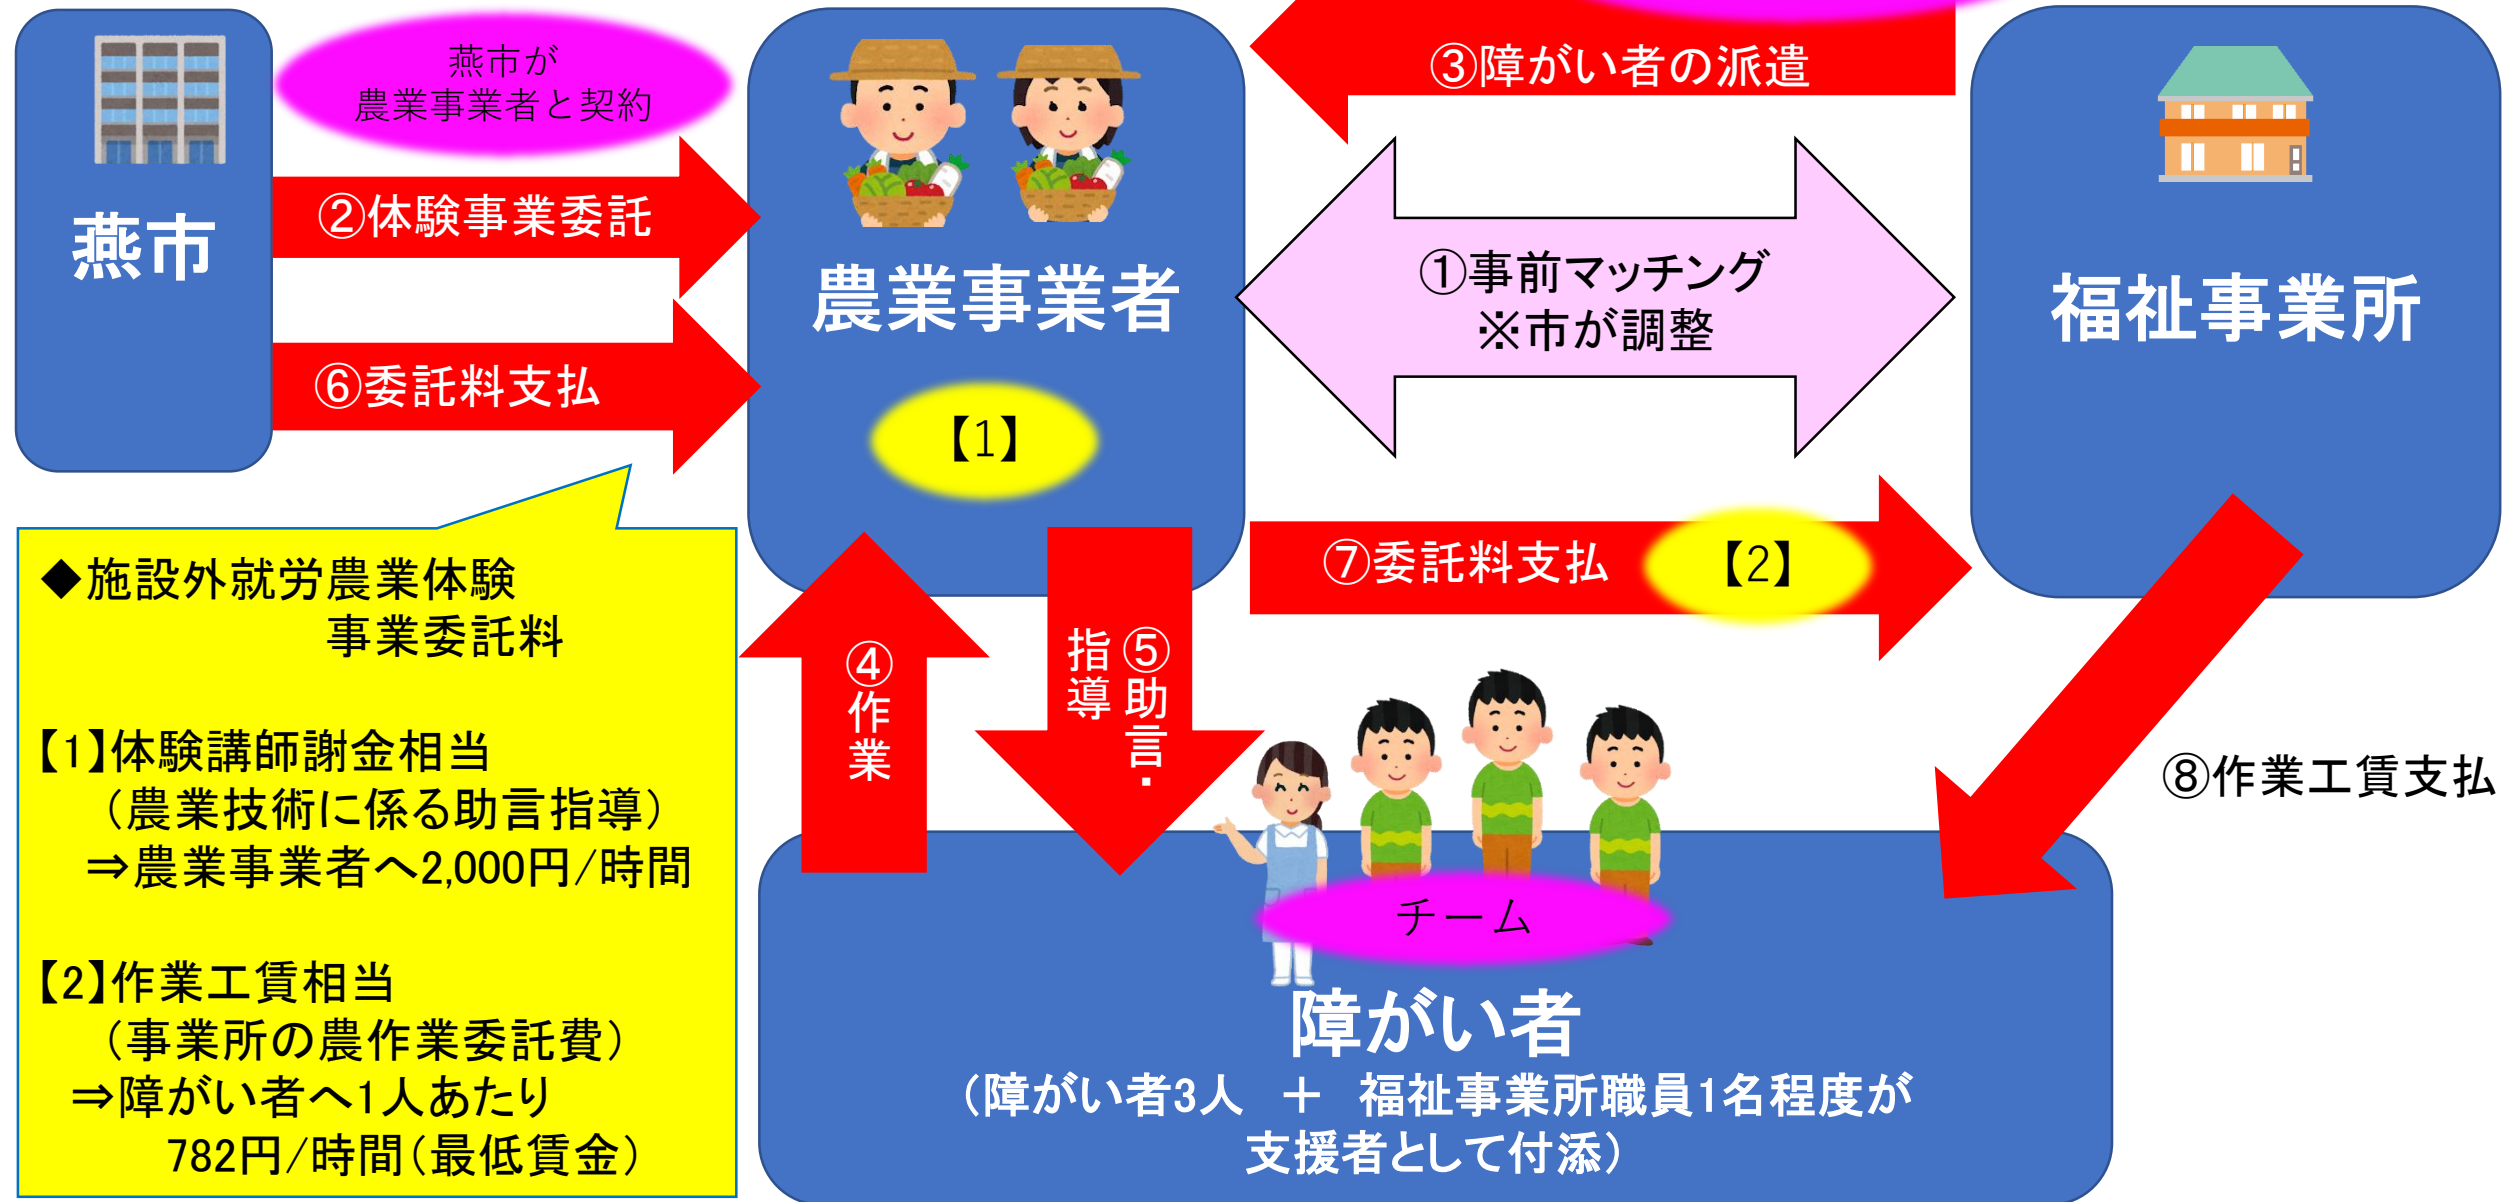 燕市
燕市が
農業事業者と契約
②体験事業委託
⑥委託料支払
農業事業者
【1】
③障がい者の派遣
①事前マッチング
※市が調整
福祉事業所
⑦委託料支払
【2】
④作業
⑤助言・
指導
⑧作業工賃支払
◆施設外就労農業体験
事業委託料
【1】体験講師謝金相当
（農業技術に係る助言指導）
⇒農業事業者へ2,000円/時間
【2】作業工賃相当
（事業所の農作業委託費）
⇒障がい者へ1人あたり
782円/時間（最低賃金）
チーム
障がい者
（障がい者3人　＋　福祉事業所職員1名程度が
支援者として付添）